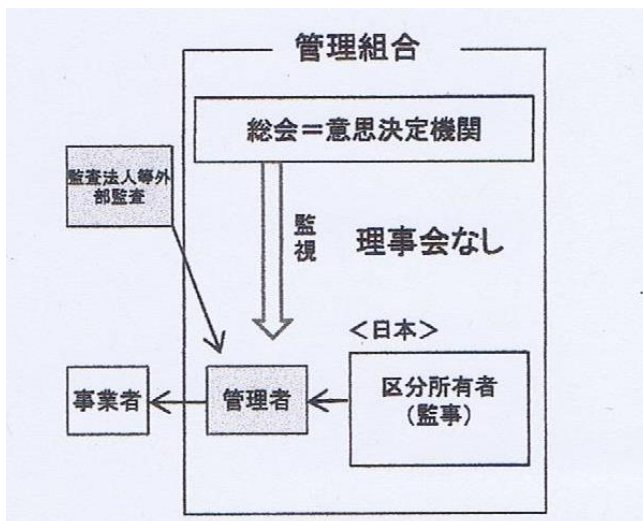 管理組合
総会＝意思決定機関
監査法人等外
部監査
監視
理事会なし
＜日本＞
事業者
管理者
区分所有者
（監事）